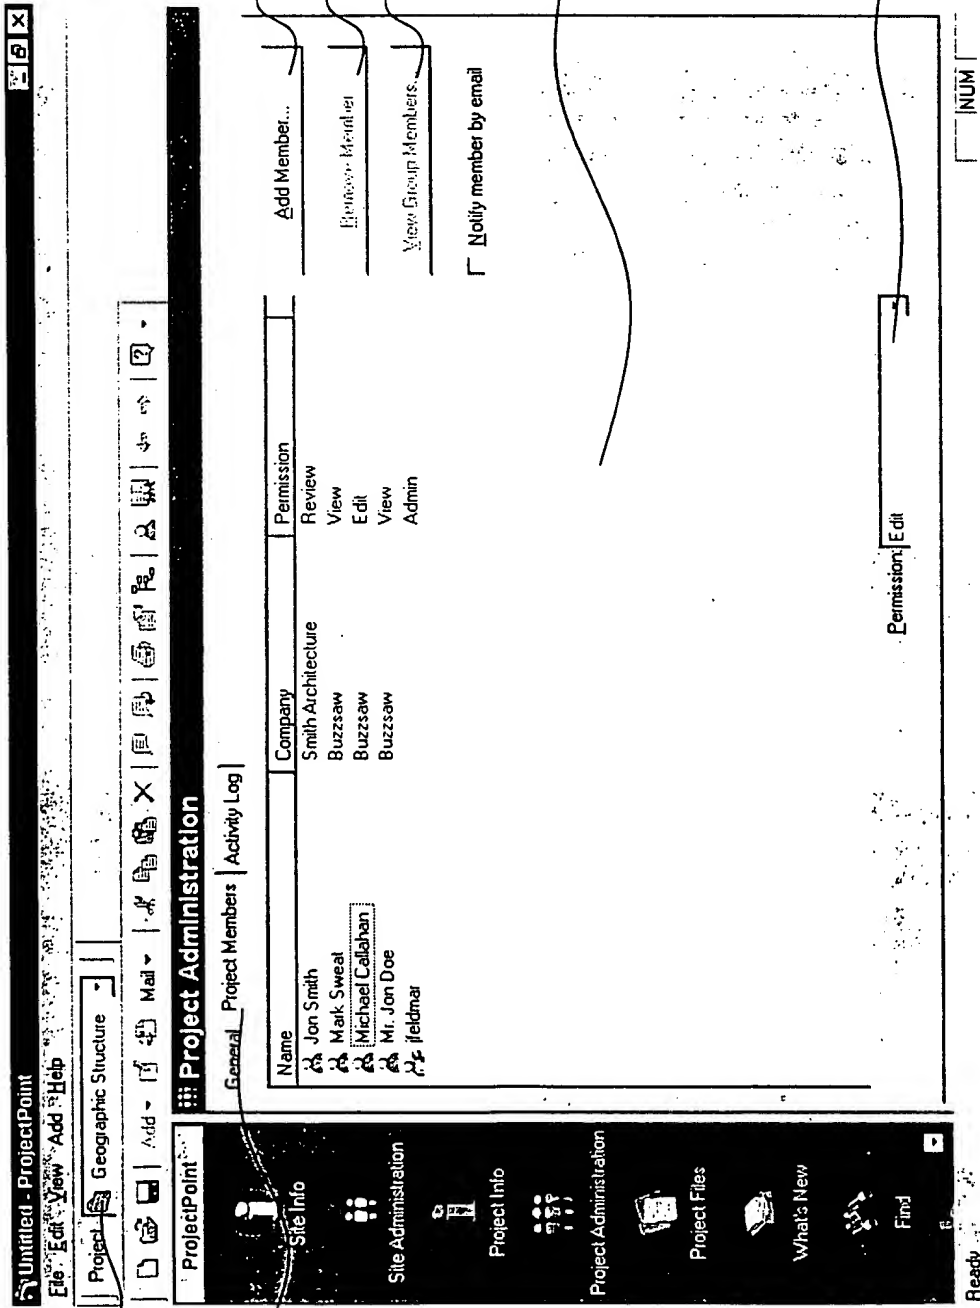 Untitled - ProjectPoint
File Edit View Add Help
Project Geographic Structure
Add Mail
ProjectPoint
Site Info
Site Administration
Project Info
Project Administration
Project Files
What's New
Find
Project Administration
General Project Members Activity Log
Name Company Permission
Jon Smith Smith Architecture Review
Mark Sweat Buzzsaw View
Michael Callahan Buzzsaw Edit
Mr. Jon Doe Buzzsaw View
jfeldmar Admin
Add Member...
Remove Member
View Group Members...
Notify member by email
Permission: Edit
Ready
NUM